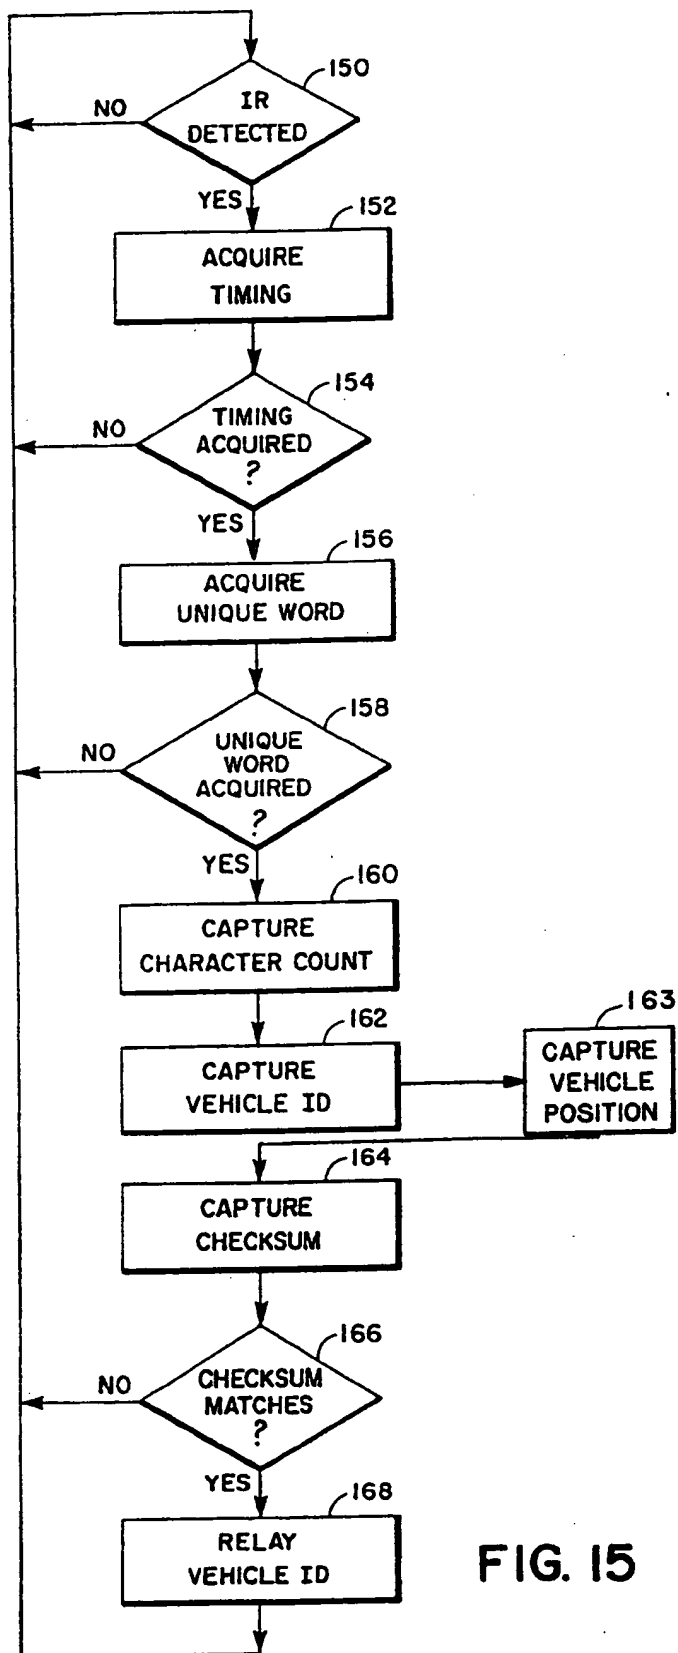 150
IR
DETECTED
NO
YES
152
ACQUIRE
TIMING
154
TIMING
ACQUIRED
?
NO
YES
156
ACQUIRE
UNIQUE WORD
158
UNIQUE
WORD
ACQUIRED
?
NO
YES
160
CAPTURE
CHARACTER COUNT
162
CAPTURE
VEHICLE ID
163
CAPTURE
VEHICLE
POSITION
164
CAPTURE
CHECKSUM
166
CHECKSUM
MATCHES
?
NO
YES
168
RELAY
VEHICLE ID
FIG. 15